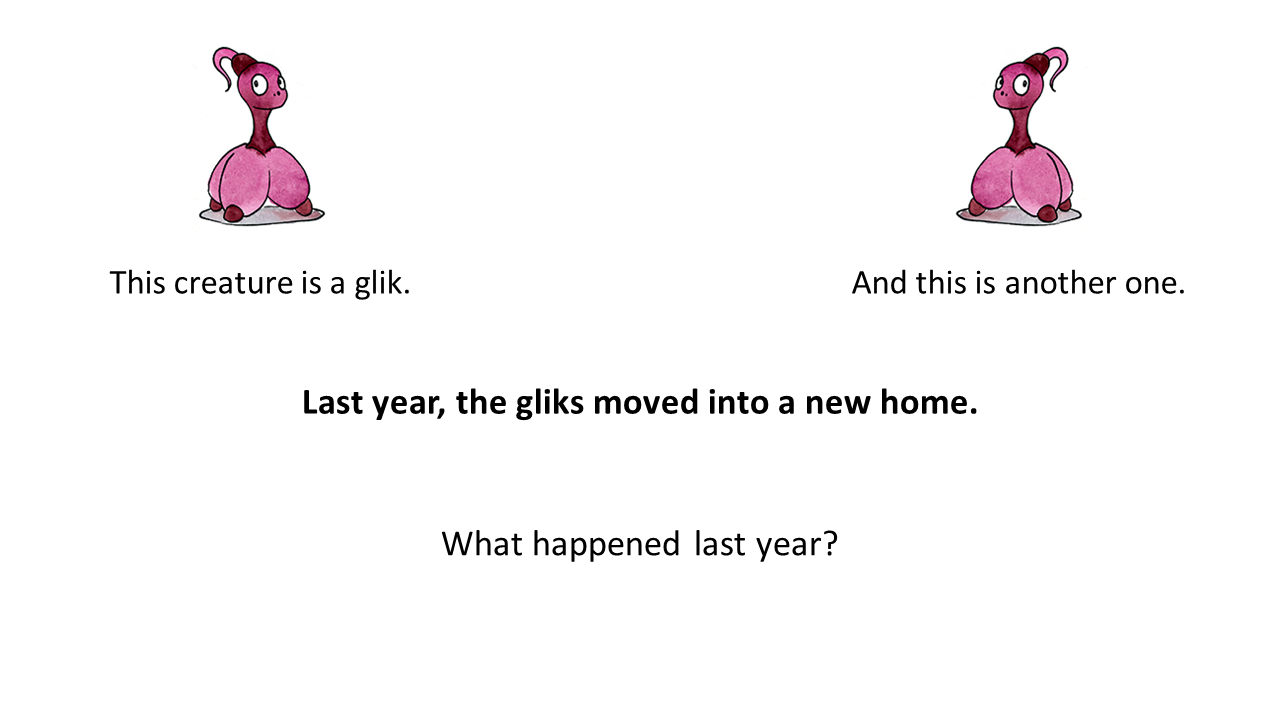 This creature is a glik.
And this is another one.
Last year, the gliks moved into a new home.
What happened last year?